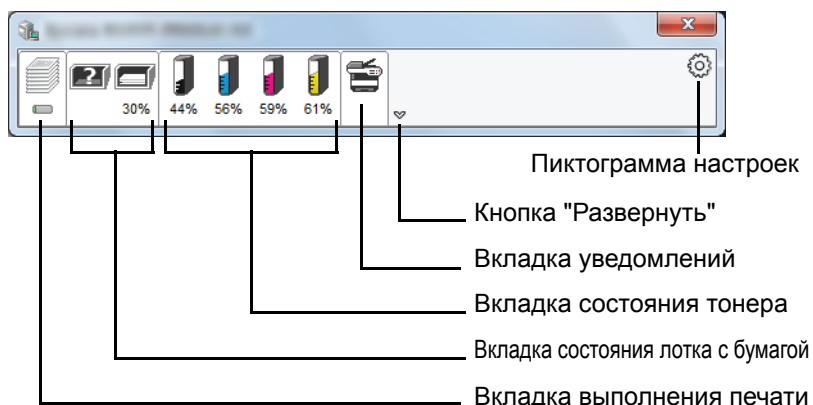 30% 44% 56% 59% 61%
Пиктограмма настроек
Кнопка "Развернуть"
Вкладка уведомлений
Вкладка состояния тонера
Вкладка состояния лотка с бумагой
Вкладка выполнения печати